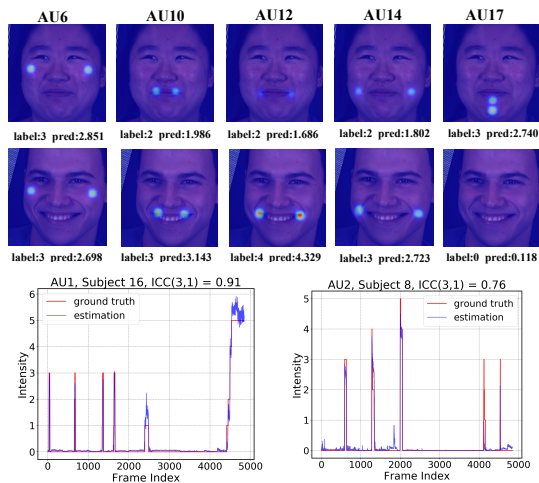 AU6 AU10 AU12 AU14 AU17
label:3 pred:2.851 label:2 pred:1.986 label:2 pred:1.686 label:2 pred:1.802 label:3 pred:2.740
label:3 pred:2.698 label:3 pred:3.143 label:4 pred:4.329 label:3 pred:2.723 label:0 pred:0.118
AU1, Subject 16, ICC(3,1) = 0.91
6
5
4
3
2
1
0
Intensity
ground truth
estimation
0 1000 2000 3000 4000 5000
Frame Index
AU2, Subject 8, ICC(3,1) = 0.76
5
4
3
2
1
0
Intensity
ground truth
estimation
0 1000 2000 3000 4000 5000
Frame Index